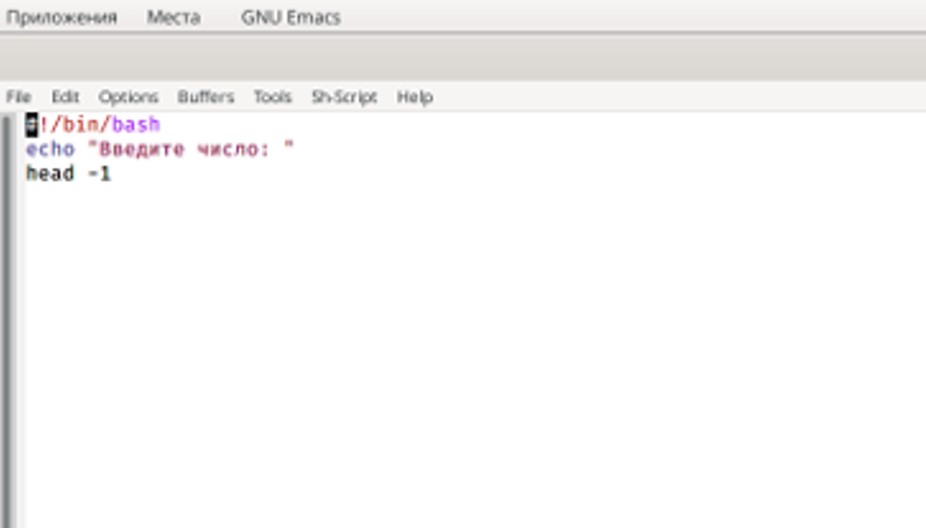 Приложения Места GNU Emacs
File Edit Options Buffers Tools Sh-Script Help
#!/bin/bash
echo "Введите число: "
head -1